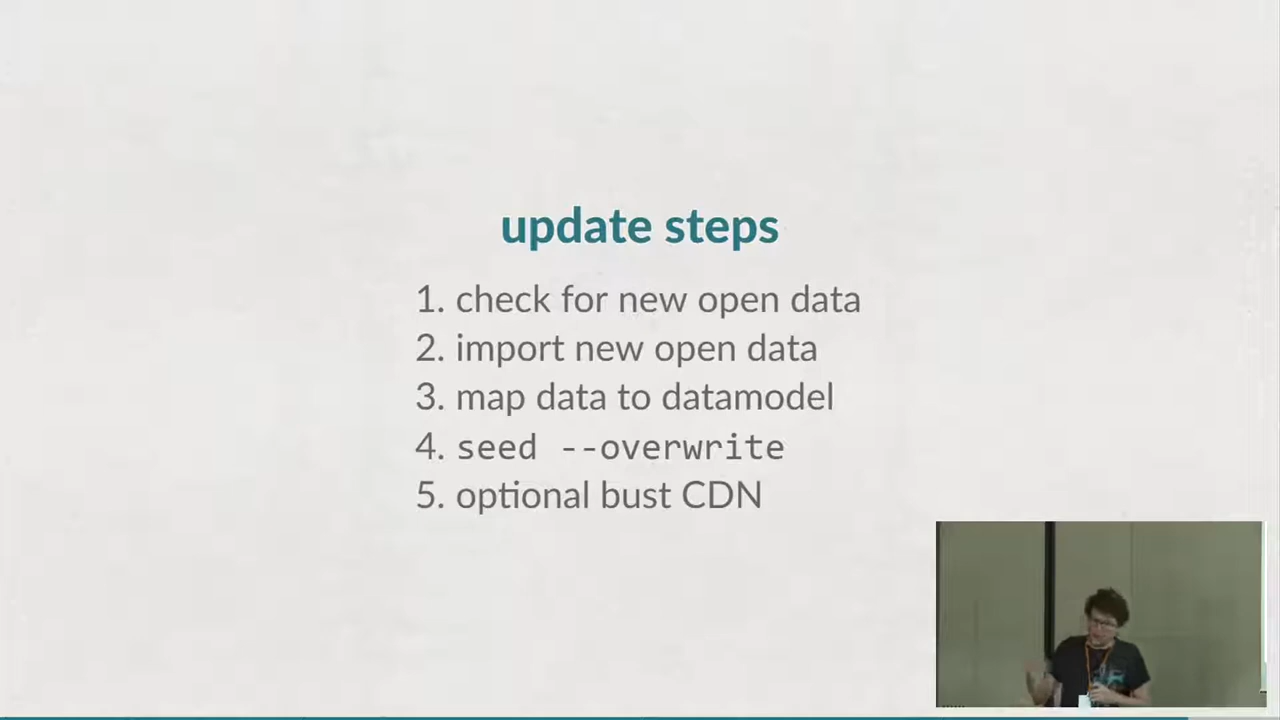 update steps
1. check for new open data
2. import new open data
3. map data to datamodel
4. seed --overwrite
5. optional bust CDN